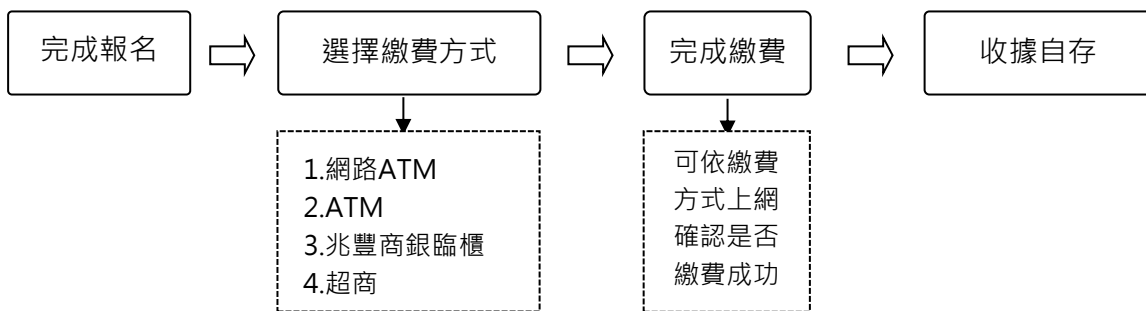 完成報名
選擇繳費方式
完成繳費
收據自存
1.網路ATM
2.ATM
3.兆豐商銀臨櫃
4.超商
可依繳費
方式上網
確認是否
繳費成功